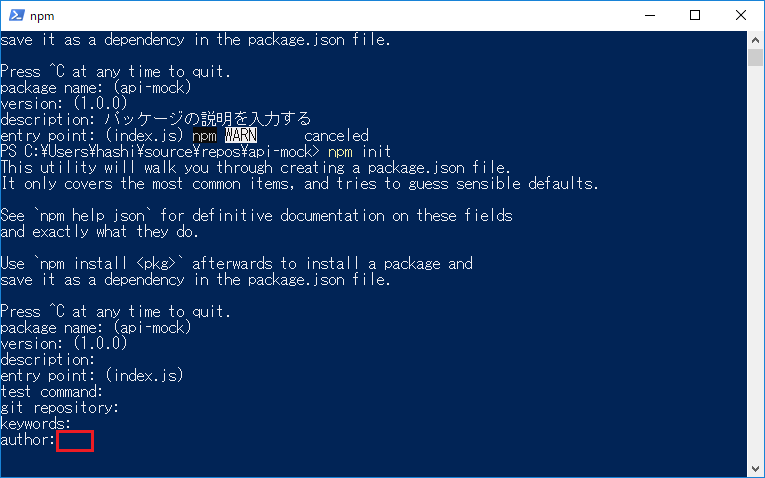 npm
save it as a dependency in the package.json file.
Press ^C at any time to quit.
package name: (api-mock)
version: (1.0.0)
description: パッケージの説明を入力する
entry point: (index.js) npm WARN canceled
PS C:¥Users¥hashi¥source¥repos¥api-mock> npm init
This utility will walk you through creating a package.json file.
It only covers the most common items, and tries to guess sensible defaults.
See `npm help json` for definitive documentation on these fields
and exactly what they do.
Use `npm install <pkg>` afterwards to install a package and
save it as a dependency in the package.json file.
Press ^C at any time to quit.
package name: (api-mock)
version: (1.0.0)
description:
entry point: (index.js)
test command:
git repository:
keywords:
author: